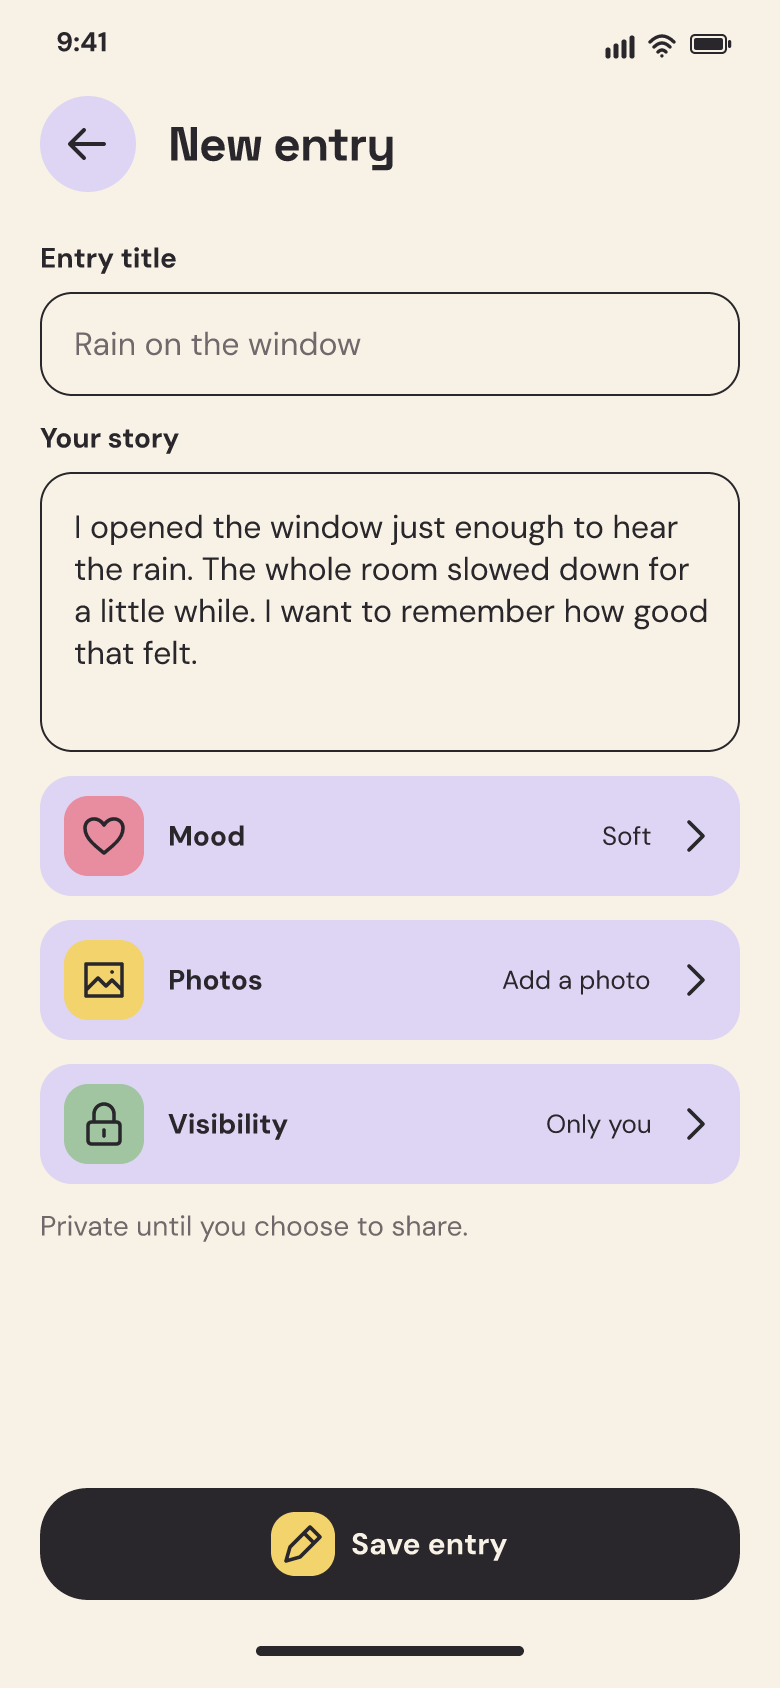 9:41
New entry
Entry title
Rain on the window
Your story
I opened the window just enough to hear
the rain. The whole room slowed down for
a little while. I want to remember how good
that felt.
Mood
Soft
Photos
Add a photo
Visibility
Only you
Private until you choose to share.
Save entry